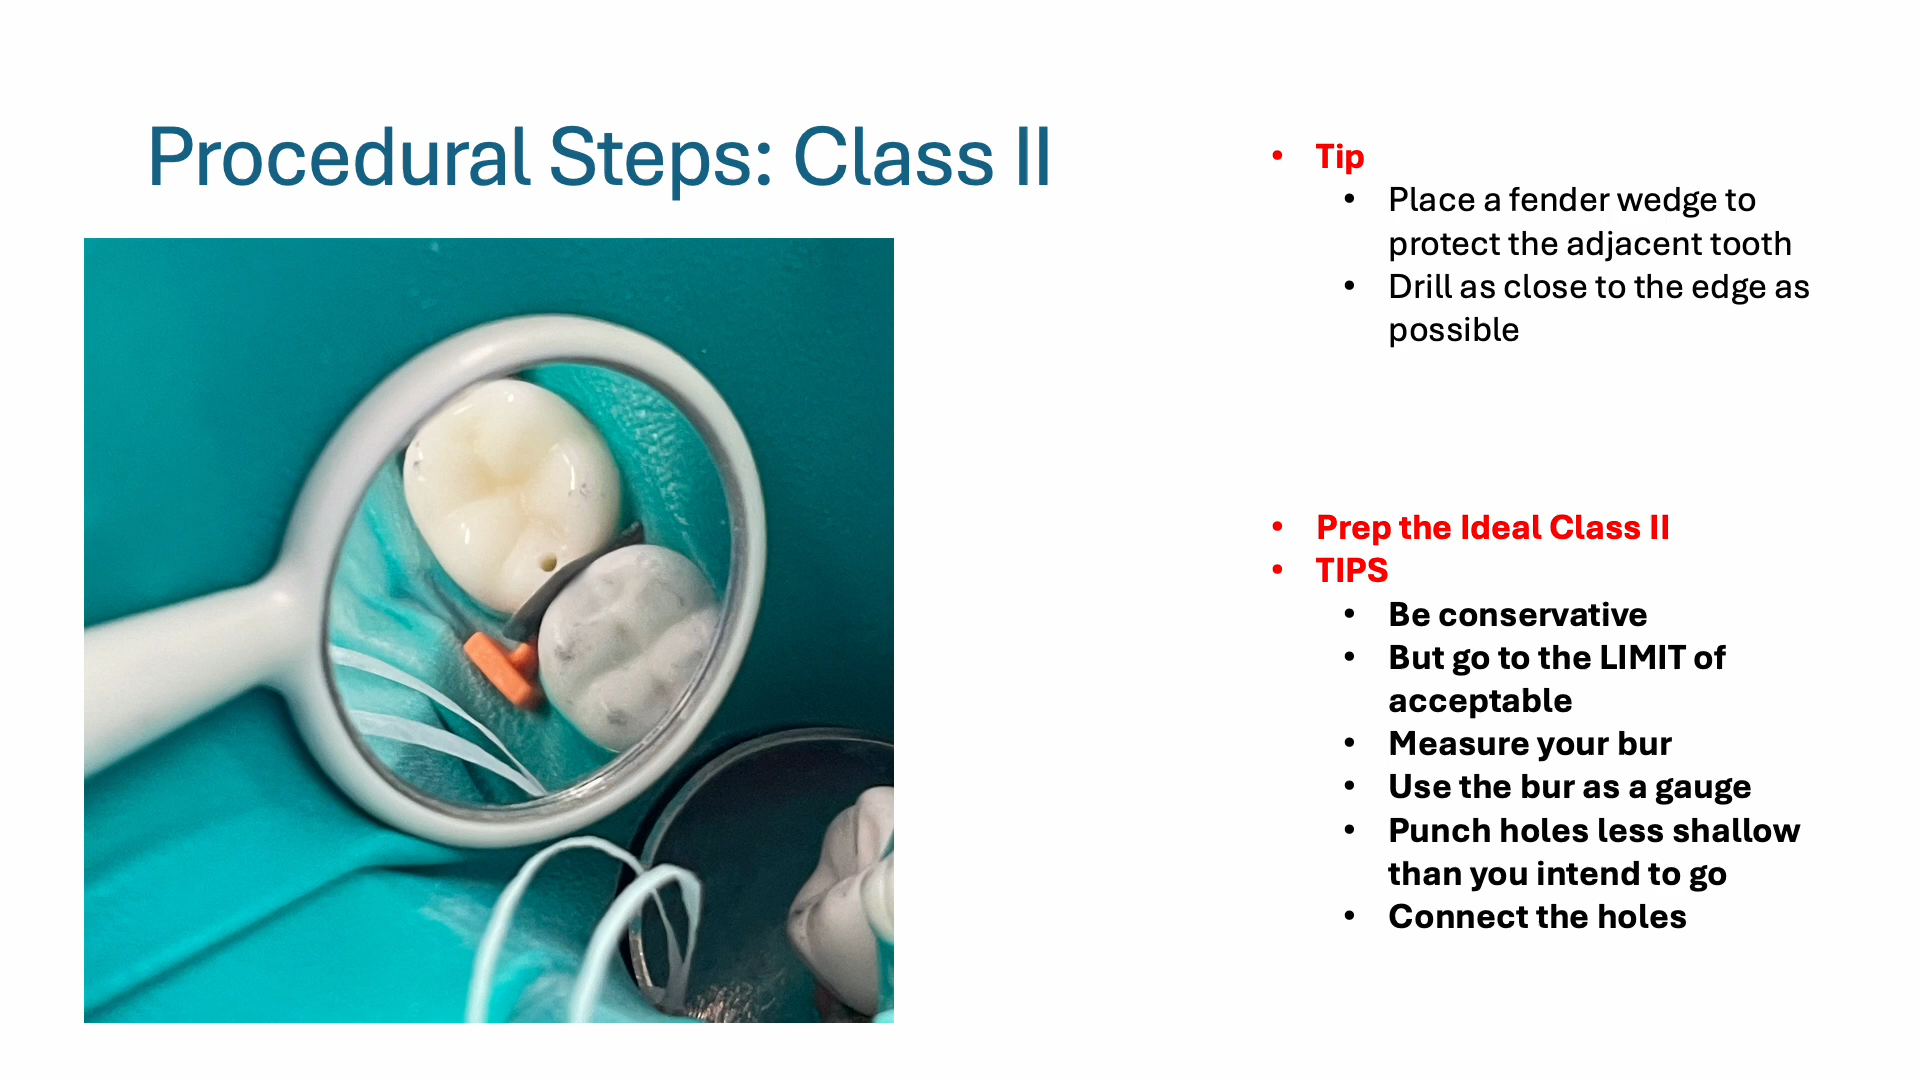 Procedural Steps: Class II
• Tip
• Place a fender wedge to
protect the adjacent tooth
• Drill as close to the edge as
possible
• Prep the Ideal Class II
• TIPS
• Be conservative
• But go to the LIMIT of
acceptable
• Measure your bur
• Use the bur as a gauge
• Punch holes less shallow
than you intend to go
• Connect the holes